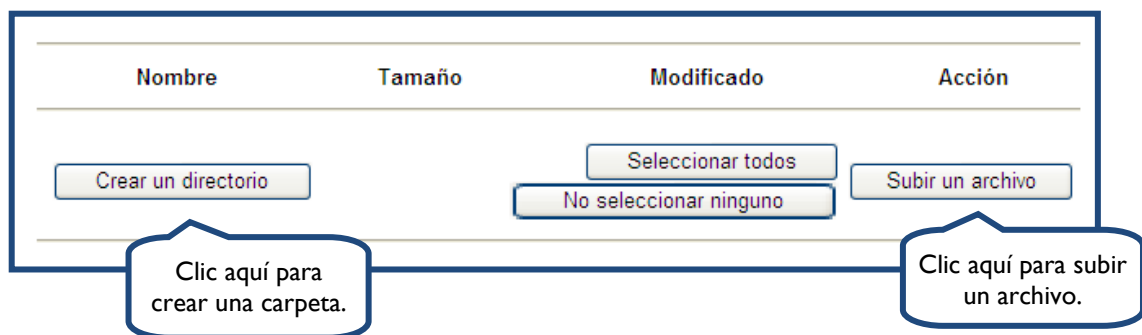 Nombre Tamaño Modificado Acción
Seleccionar todos
Crear un directorio No seleccionar ninguno Subir un archivo
Clic aquí para
crear una carpeta.
Clic aquí para subir
un archivo.